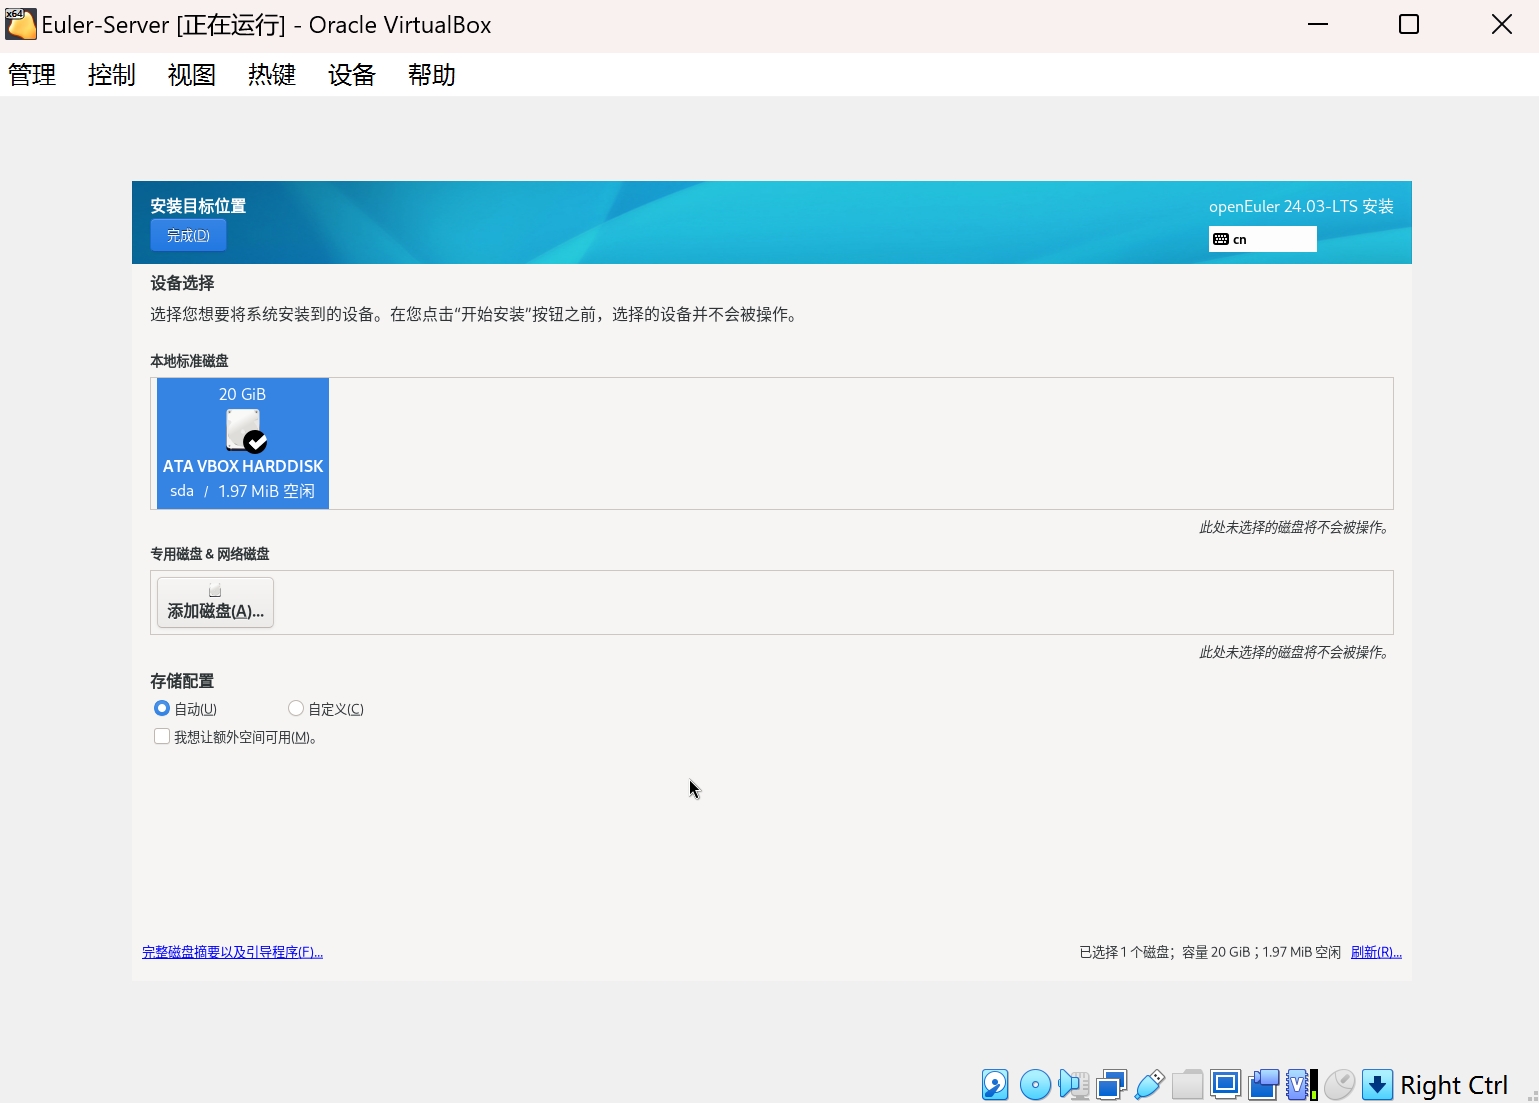 x64 Euler-Server [正在运行] - Oracle VirtualBox
管理 控制 视图 热键 设备 帮助
安装目标位置
openEuler 24.03-LTS 安装
完成(D)
cn
设备选择
选择您想要将系统安装到的设备。在您点击“开始安装”按钮之前，选择的设备并不会被操作。
本地标准磁盘
20 GiB
ATA VBOX HARDDISK
sda / 1.97 MiB 空闲
此处未选择的磁盘将不会被操作。
专用磁盘 & 网络磁盘
添加磁盘(A)...
此处未选择的磁盘将不会被操作。
存储配置
自动(U) 自定义(C)
我想让额外空间可用(M)。
完整磁盘摘要以及引导程序(F)... 已选择 1 个磁盘；容量 20 GiB；1.97 MiB 空闲 刷新(R)...
V Right Ctrl